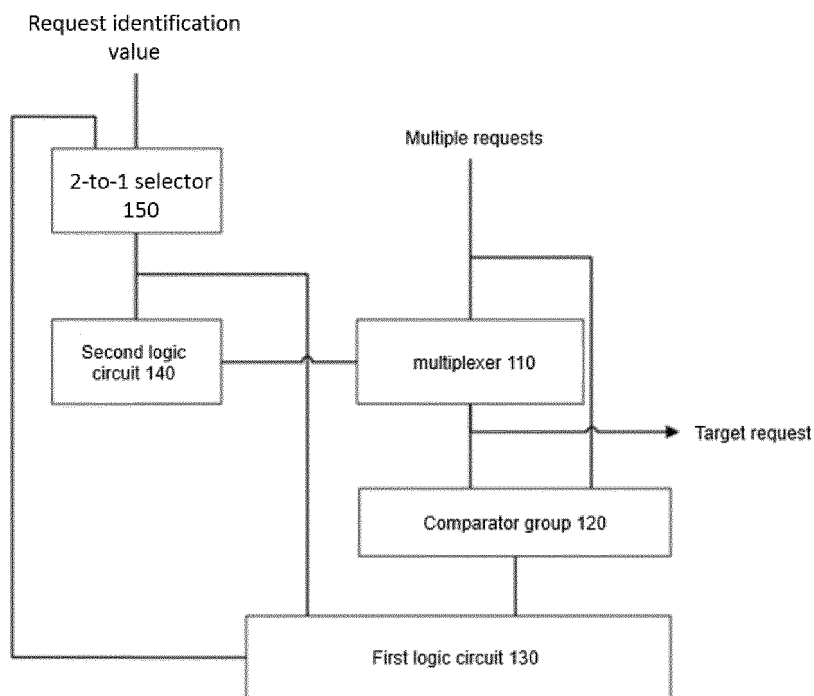 Request identification
value
Multiple requests
2-to-1 selector
150
Second logic
circuit 140
multiplexer 110
Target request
Comparator group 120
First logic circuit 130